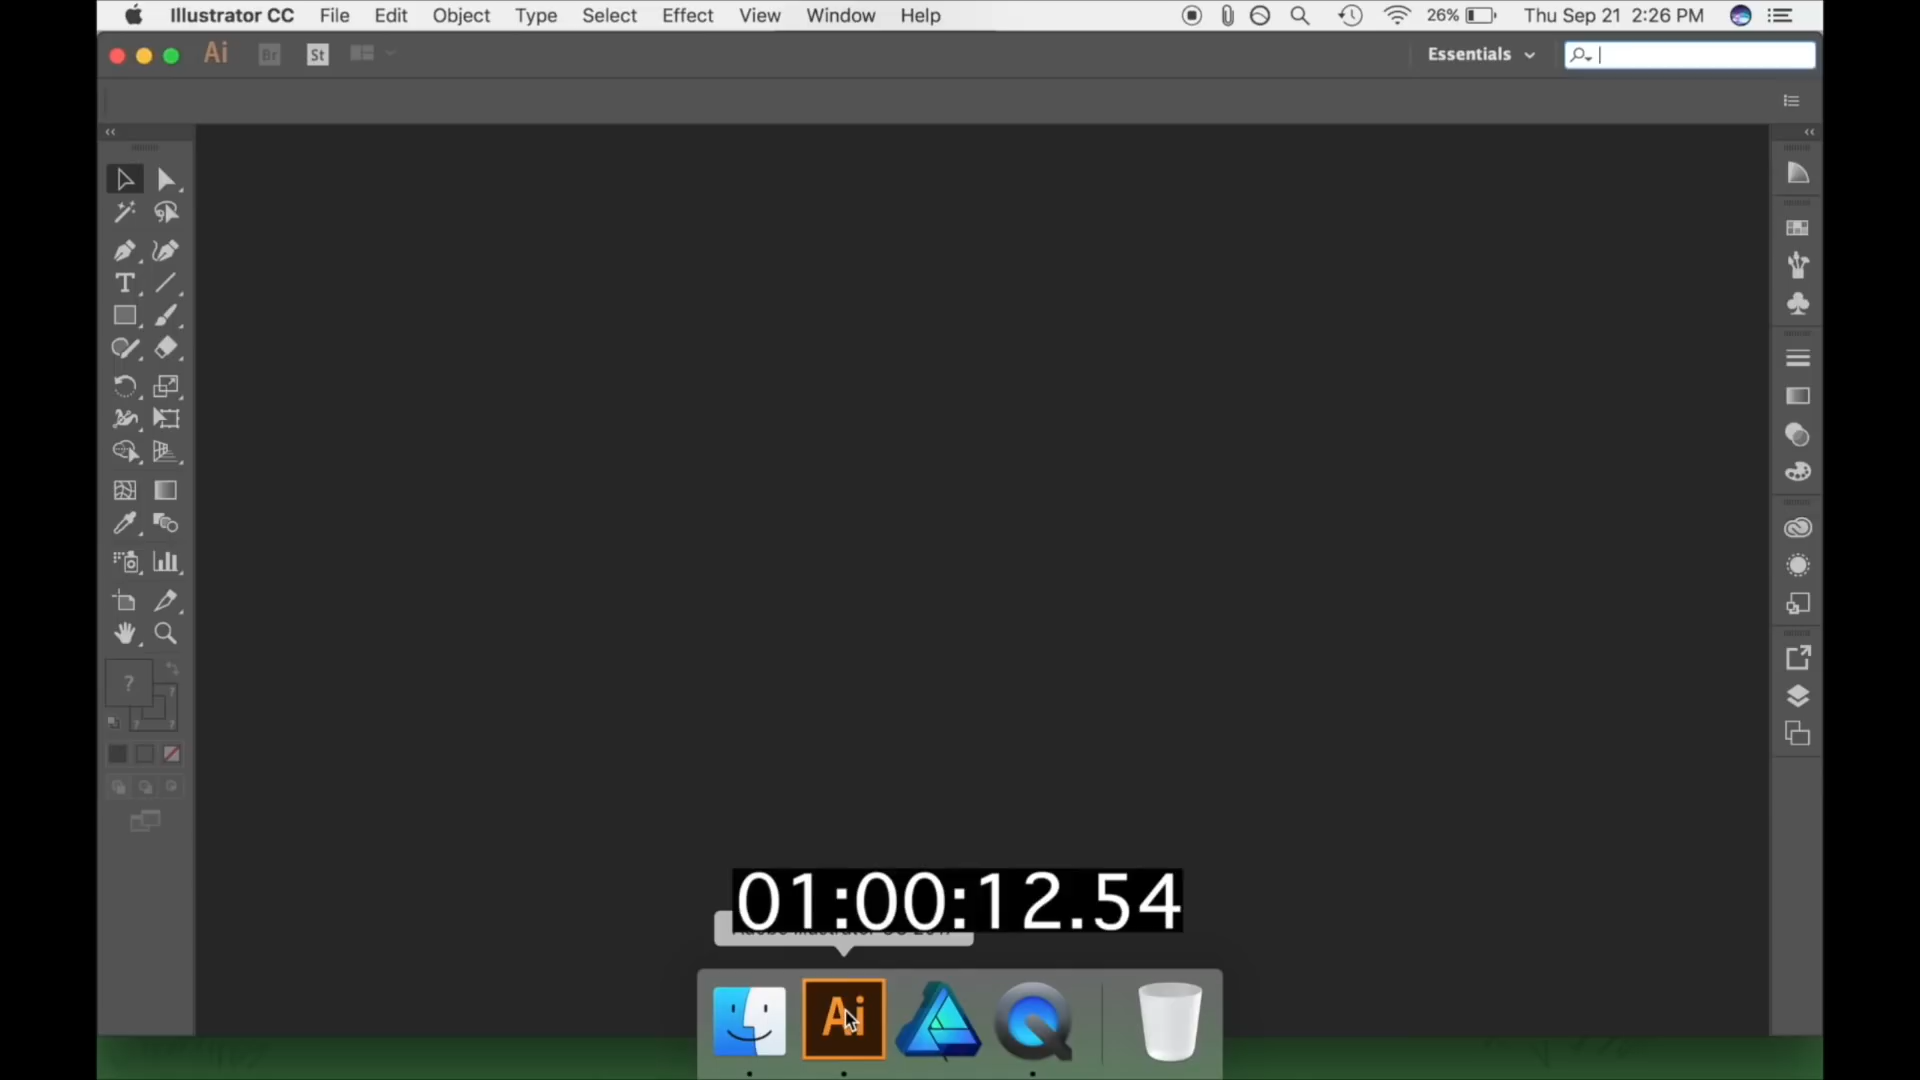 Illustrator CC File Edit Object Type Select Effect View Window Help 26% Thu Sep 21 2:26 PM
Ai Br St Essentials
T
?
?
? ?
01:00:12.54
Ai